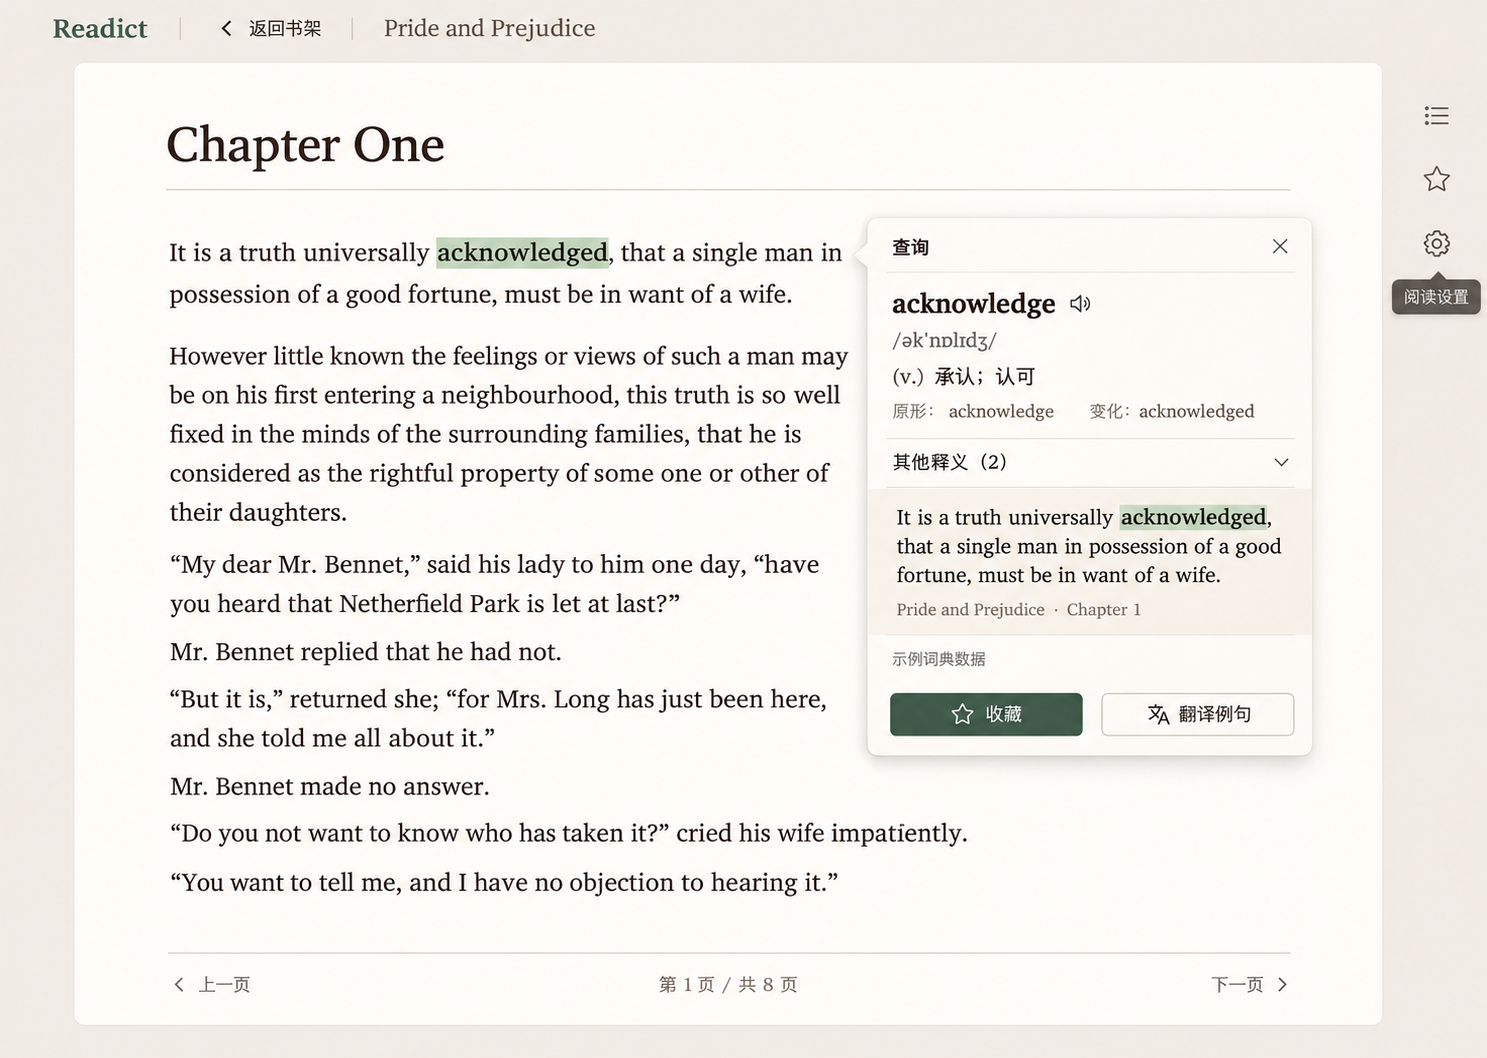 Readict
返回书架
Pride and Prejudice
Chapter One
It is a truth universally acknowledged, that a single man in
possession of a good fortune, must be in want of a wife.
However little known the feelings or views of such a man may
be on his first entering a neighbourhood, this truth is so well
fixed in the minds of the surrounding families, that he is
considered as the rightful property of some one or other of
their daughters.
“My dear Mr. Bennet,” said his lady to him one day, “have
you heard that Netherfield Park is let at last?”
Mr. Bennet replied that he had not.
“But it is,” returned she; “for Mrs. Long has just been here,
and she told me all about it.”
Mr. Bennet made no answer.
“Do you not want to know who has taken it?” cried his wife impatiently.
“You want to tell me, and I have no objection to hearing it.”
查询
acknowledge
/əkˈnɒlɪdʒ/
(v.) 承认；认可
原形： acknowledge 变化： acknowledged
其他释义（2）
It is a truth universally acknowledged,
that a single man in possession of a good
fortune, must be in want of a wife.
Pride and Prejudice · Chapter 1
示例词典数据
收藏
翻译例句
阅读设置
上一页
第 1 页 / 共 8 页
下一页